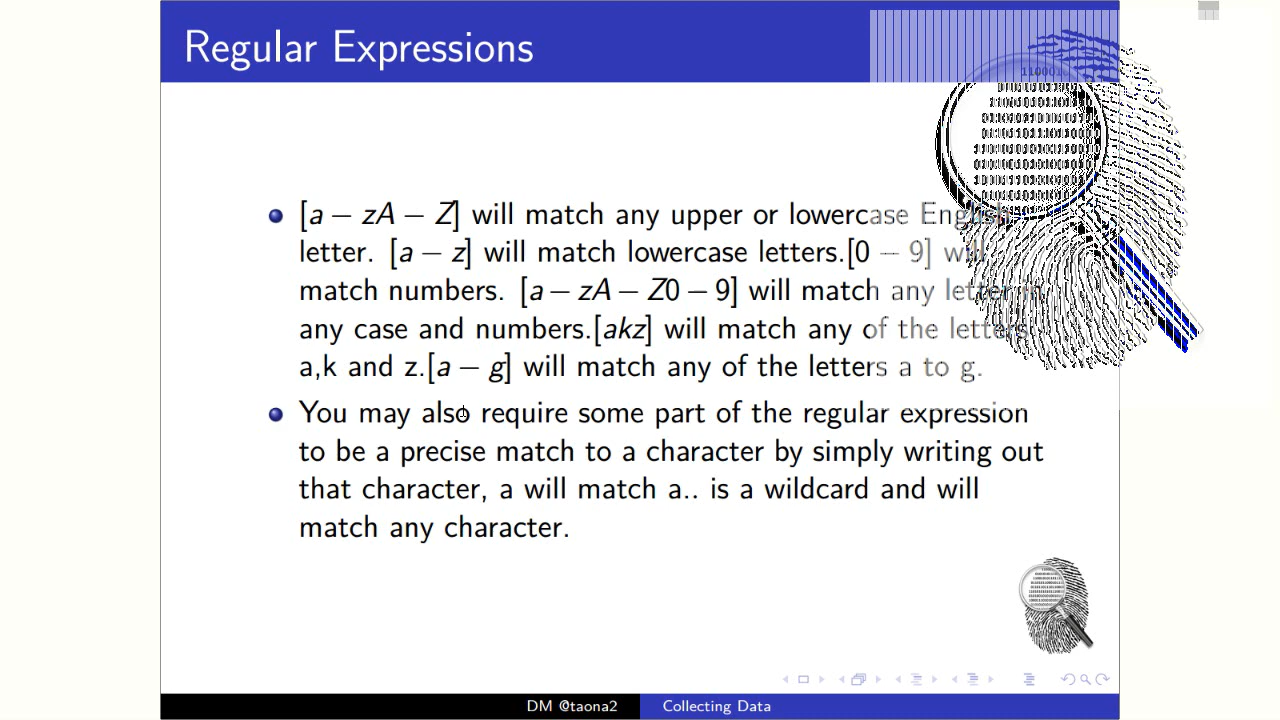 Regular Expressions
[a − zA − Z] will match any upper or lowercase English
letter. [a − z] will match lowercase letters.[0 − 9] will
match numbers. [a − zA − Z0 − 9] will match any letter in
any case and numbers.[akz] will match any of the letters
a,k and z.[a − g] will match any of the letters a to g.
You may also require some part of the regular expression
to be a precise match to a character by simply writing out
that character, a will match a.. is a wildcard and will
match any character.
DM @taona2
Collecting Data